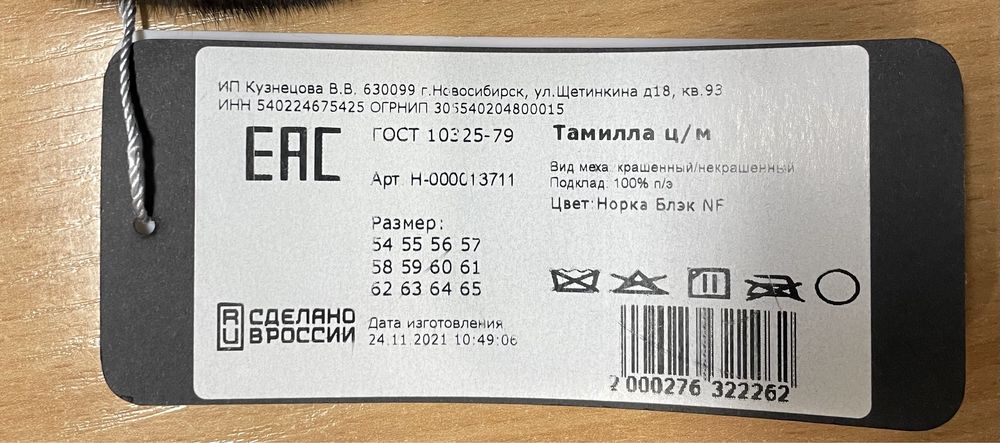 ИП Кузнецова В.В. 630099 г.Новосибирск, ул.Щетинкина д18, кв.93
ИНН 540224675425 ОГРНИП 305540204800015
EAC
ГОСТ 10325-79
Тамилла ц/м
Арт. Н-000013711
Вид меха: крашенный/некрашенный
Подклад: 100% п/э
Цвет:Норка Блэк NF
Размер:
54 55 56 57
58 59 60 61
62 63 64 65
RU
СДЕЛАНО
В РОССИИ
Дата изготовления
24.11.2021 10:49:06
2 000276 322262